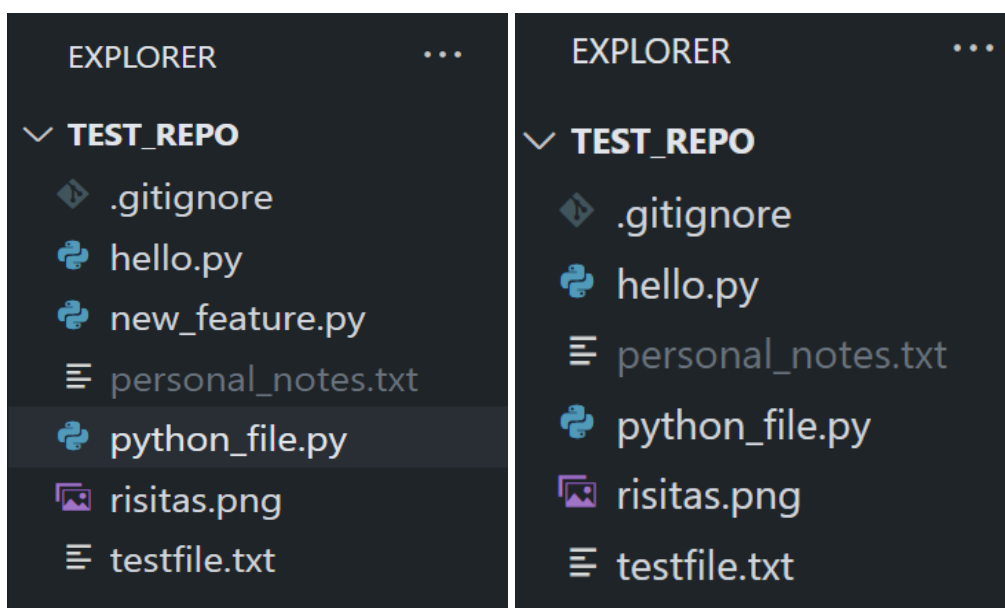 EXPLORER ...
TEST_REPO
.gitignore
hello.py
new_feature.py
personal_notes.txt
python_file.py
risitas.png
testfile.txt
EXPLORER ...
TEST_REPO
.gitignore
hello.py
personal_notes.txt
python_file.py
risitas.png
testfile.txt